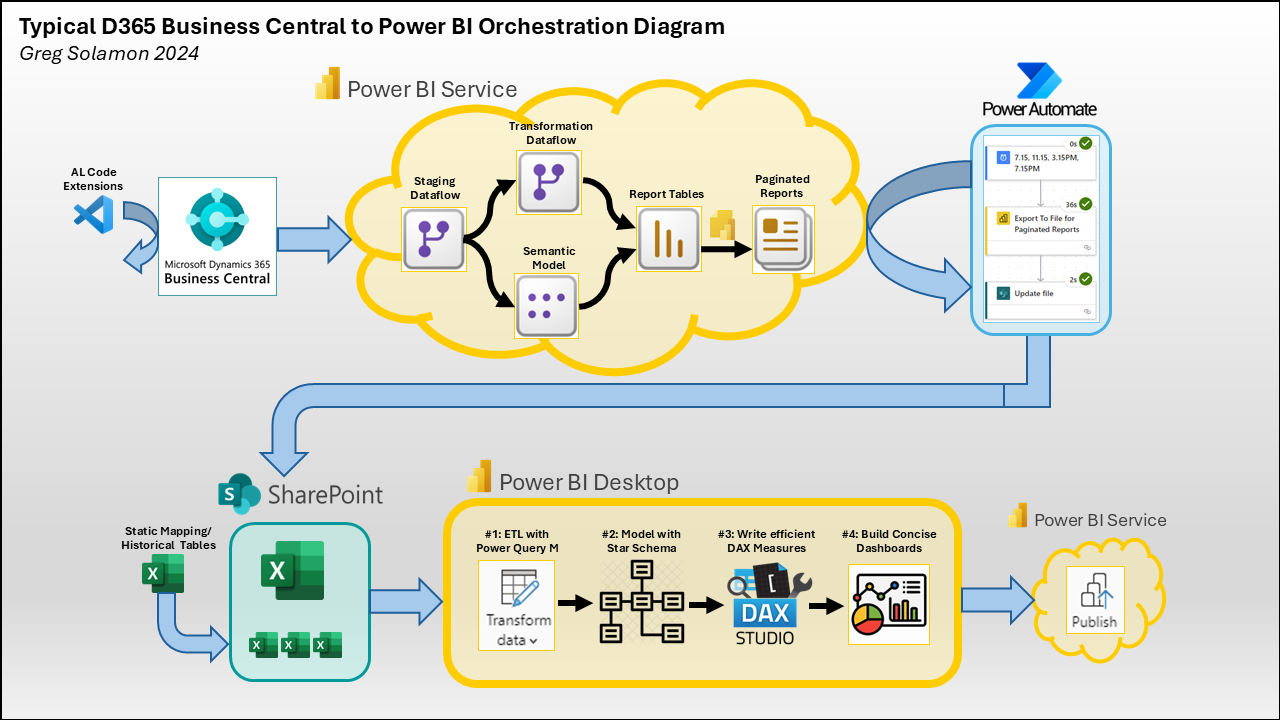 Typical D365 Business Central to Power BI Orchestration Diagram
Greg Solamon 2024
Power BI Service
Power Automate
AL Code
Extensions
Microsoft Dynamics 365
Business Central
Staging
Dataflow
Transformation
Dataflow
Semantic
Model
Report Tables
Paginated
Reports
0s
7.15, 11.15, 3.15PM,
7.15PM
36s
Export To File for
Paginated Reports
2s
Update file
S
SharePoint
Static Mapping/
Historical Tables
X
X
X
X
X
Power BI Desktop
#1: ETL with
Power Query M
Transform
data
#2: Model with
Star Schema
#3: Write efficient
DAX Measures
DAX
STUDIO
#4: Build Concise
Dashboards
Power BI Service
Publish